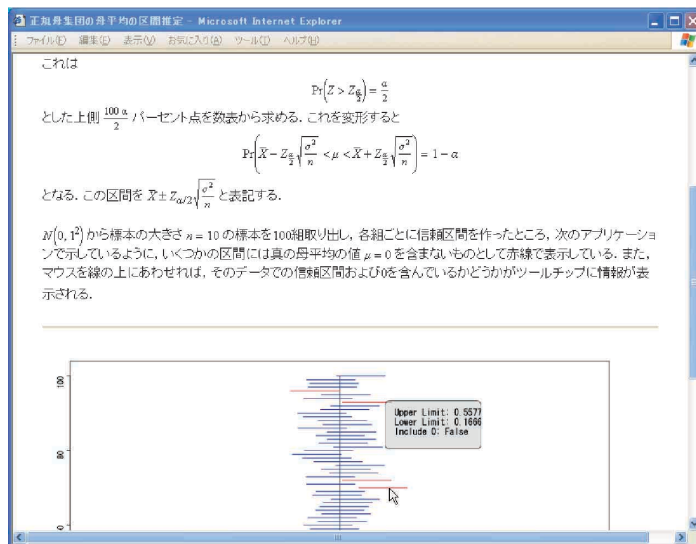 正規母集団の母平均の区間推定 - Microsoft Internet Explorer
ファイル(F) 編集(E) 表示(V) お気に入り(A) ツール(T) ヘルプ(H)
これは
Pr(Z > Z_{α/2}) = α/2
とした上側 100 α/2 パーセント点を数表から求める. これを変形すると
Pr(X̄ − Z_{α/2} √(σ²/n) < μ < X̄ + Z_{α/2} √(σ²/n)) = 1 − α
となる. この区間を X̄ ± Z_{α/2} √(σ²/n) と表記する.
N(0, 1²) から標本の大きさ n = 10 の標本を100組取り出し, 各組ごとに信頼区間を作ったところ, 次のアプリケーショ
ンで示しているように, いくつかの区間には真の母平均の値 μ = 0 を含まないものとして赤線で表示している. また,
マウスを線の上にあわせれば, そのデータでの信頼区間および0を含んでいるかどうかがツールチップに情報が表
示される.
100
Upper Limit: 0.5577
Lower Limit: 0.1666
Include 0: False
80